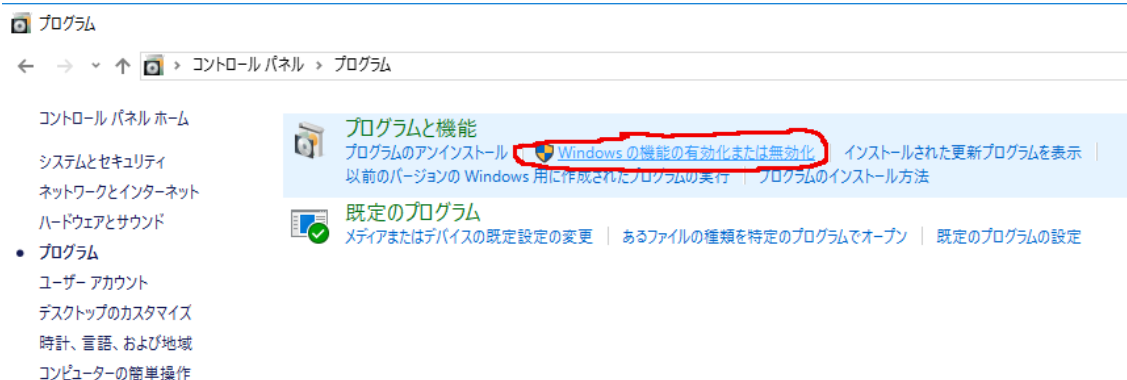 プログラム
コントロール パネル › プログラム
コントロール パネル ホーム
システムとセキュリティ
ネットワークとインターネット
ハードウェアとサウンド
プログラム
ユーザー アカウント
デスクトップのカスタマイズ
時計、言語、および地域
コンピューターの簡単操作
プログラムと機能
プログラムのアンインストール Windows の機能の有効化または無効化 インストールされた更新プログラムを表示
以前のバージョンの Windows 用に作成されたプログラムの実行 プログラムのインストール方法
既定のプログラム
メディアまたはデバイスの既定設定の変更 あるファイルの種類を特定のプログラムでオープン 既定のプログラムの設定